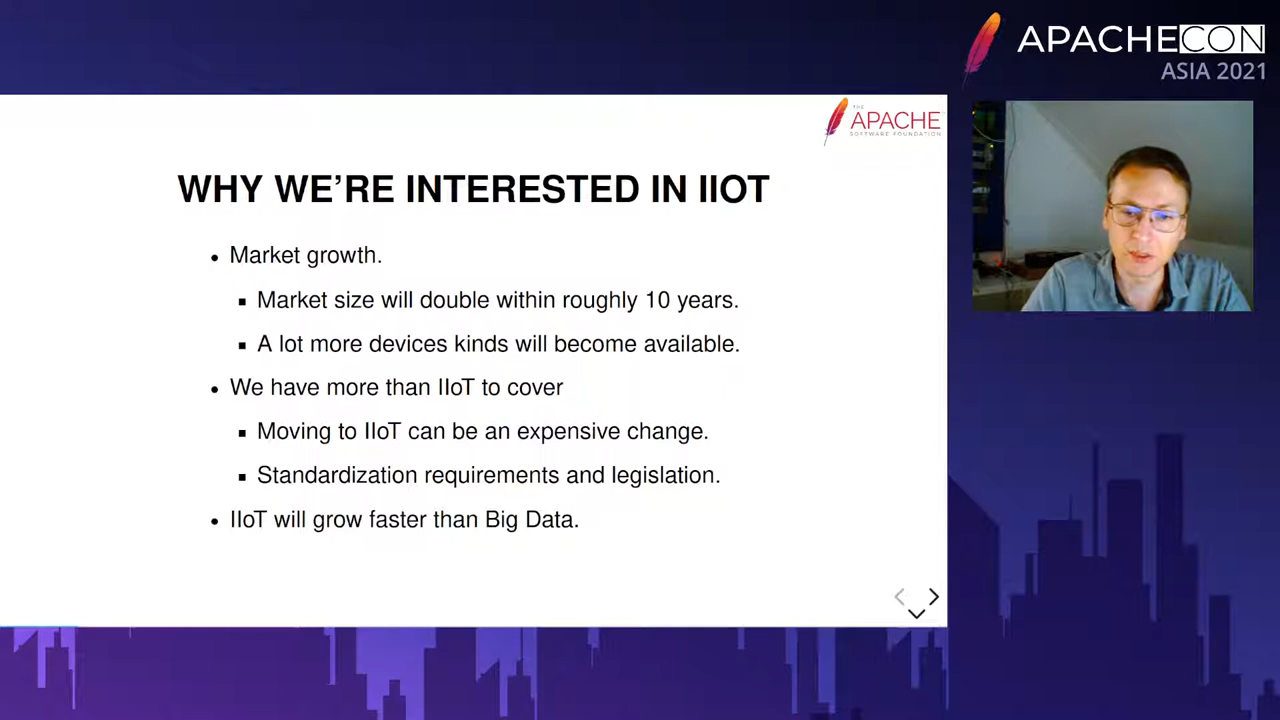 APACHECON
ASIA 2021
THE
APACHE
SOFTWARE FOUNDATION
WHY WE’RE INTERESTED IN IIOT
Market growth.
Market size will double within roughly 10 years.
A lot more devices kinds will become available.
We have more than IIoT to cover
Moving to IIoT can be an expensive change.
Standardization requirements and legislation.
IIoT will grow faster than Big Data.